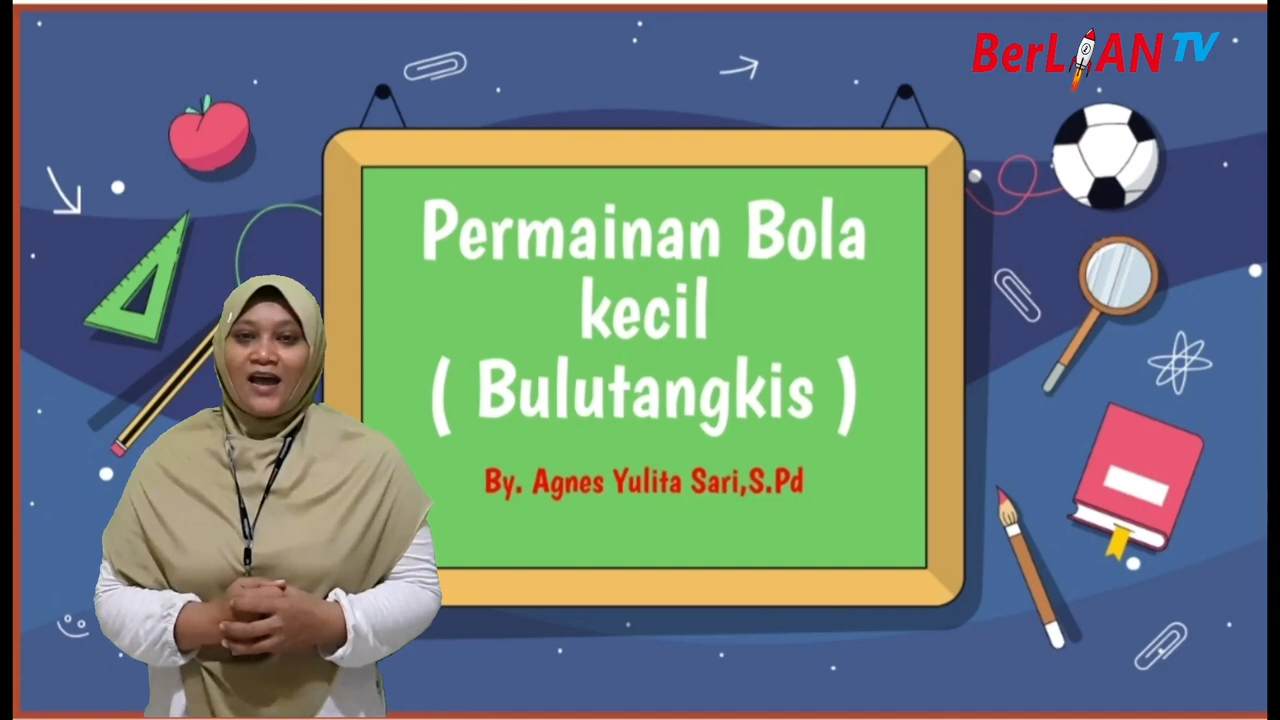 BerLIAN TV
Permainan Bola
kecil
( Bulutangkis )
By. Agnes Yulita Sari,S.Pd